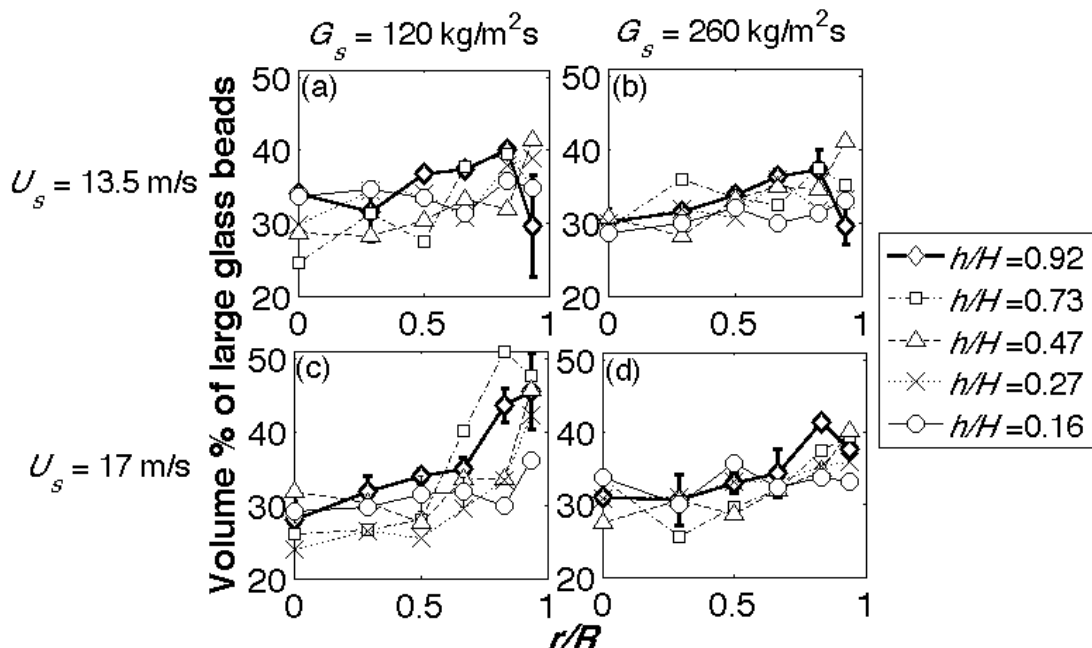 G_s = 120 kg/m²s
G_s = 260 kg/m²s
U_s = 13.5 m/s
U_s = 17 m/s
Volume % of large glass beads
(a)
50
40
30
20
0
0.5
1
(b)
50
40
30
20
0
0.5
1
(c)
50
40
30
20
0
0.5
1
(d)
50
40
30
20
0
0.5
1
r/R
h/H =0.92
h/H =0.73
h/H =0.47
h/H =0.27
h/H =0.16